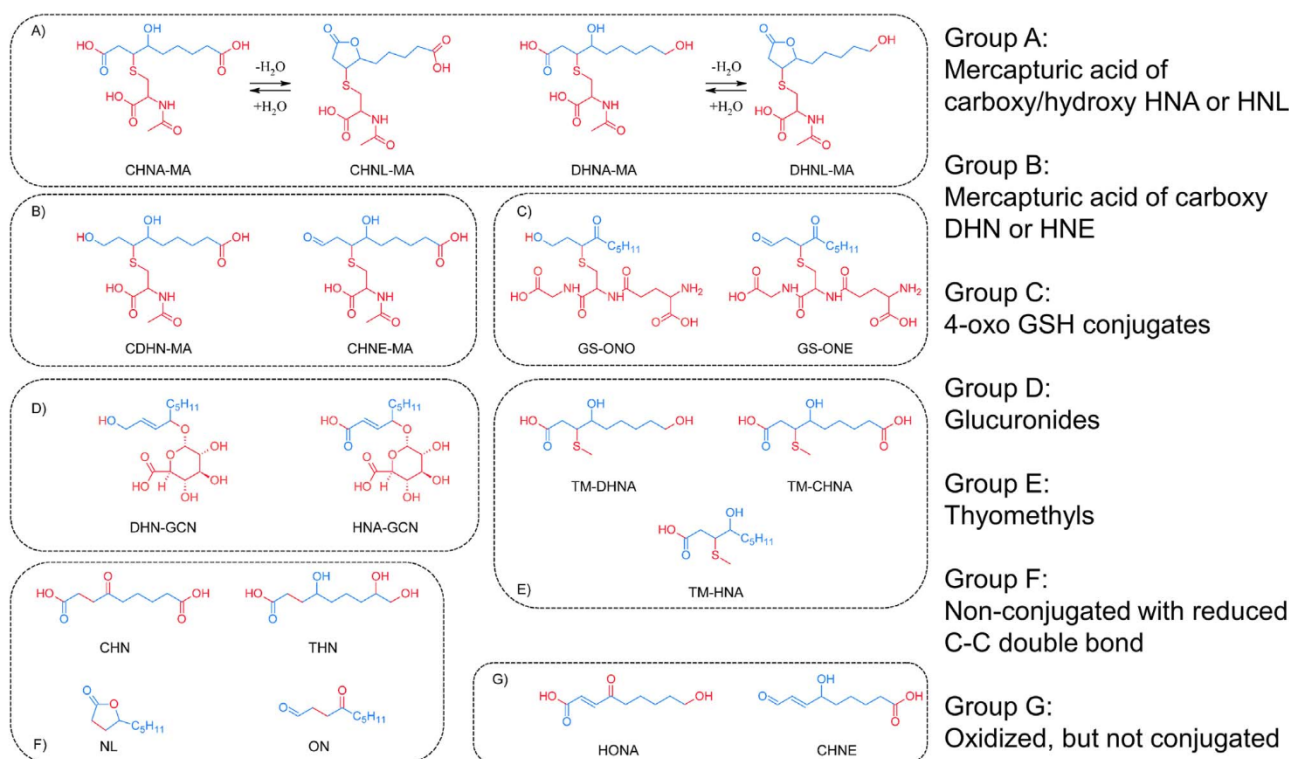 A)
OH
HO
O
OH
O
S
HO
O
NH
O
CHNA-MA
-H₂O
+H₂O
O
O
OH
O
S
HO
O
NH
O
CHNL-MA
OH
HO
O
OH
S
HO
O
NH
O
DHNA-MA
-H₂O
+H₂O
O
O
OH
S
HO
O
NH
O
DHNL-MA
B)
OH
HO
OH
O
S
HO
O
NH
O
CDHN-MA
OH
O
OH
O
S
HO
O
NH
O
CHNE-MA
C)
O
HO
C₅H₁₁
S
O
HO
HN
O
N
H
O
NH₂
O
OH
GS-ONO
O
O
C₅H₁₁
S
O
HO
HN
O
N
H
O
NH₂
O
OH
GS-ONE
D)
C₅H₁₁
HO
O
O
OH
O
HO
H
OH
OH
DHN-GCN
C₅H₁₁
HO
O
O
O
OH
O
HO
H
OH
OH
HNA-GCN
E)
OH
HO
O
OH
S
TM-DHNA
OH
HO
O
OH
O
S
TM-CHNA
OH
HO
O
C₅H₁₁
S
TM-HNA
F)
O
HO
O
OH
O
CHN
OH
OH
HO
O
OH
THN
O
O
C₅H₁₁
NL
O
O
C₅H₁₁
ON
G)
O
HO
O
OH
HONA
OH
O
OH
O
CHNE
Group A:
Mercapturic acid of
carboxy/hydroxy HNA or HNL
Group B:
Mercapturic acid of carboxy
DHN or HNE
Group C:
4-oxo GSH conjugates
Group D:
Glucuronides
Group E:
Thyomethyls
Group F:
Non-conjugated with reduced
C-C double bond
Group G:
Oxidized, but not conjugated